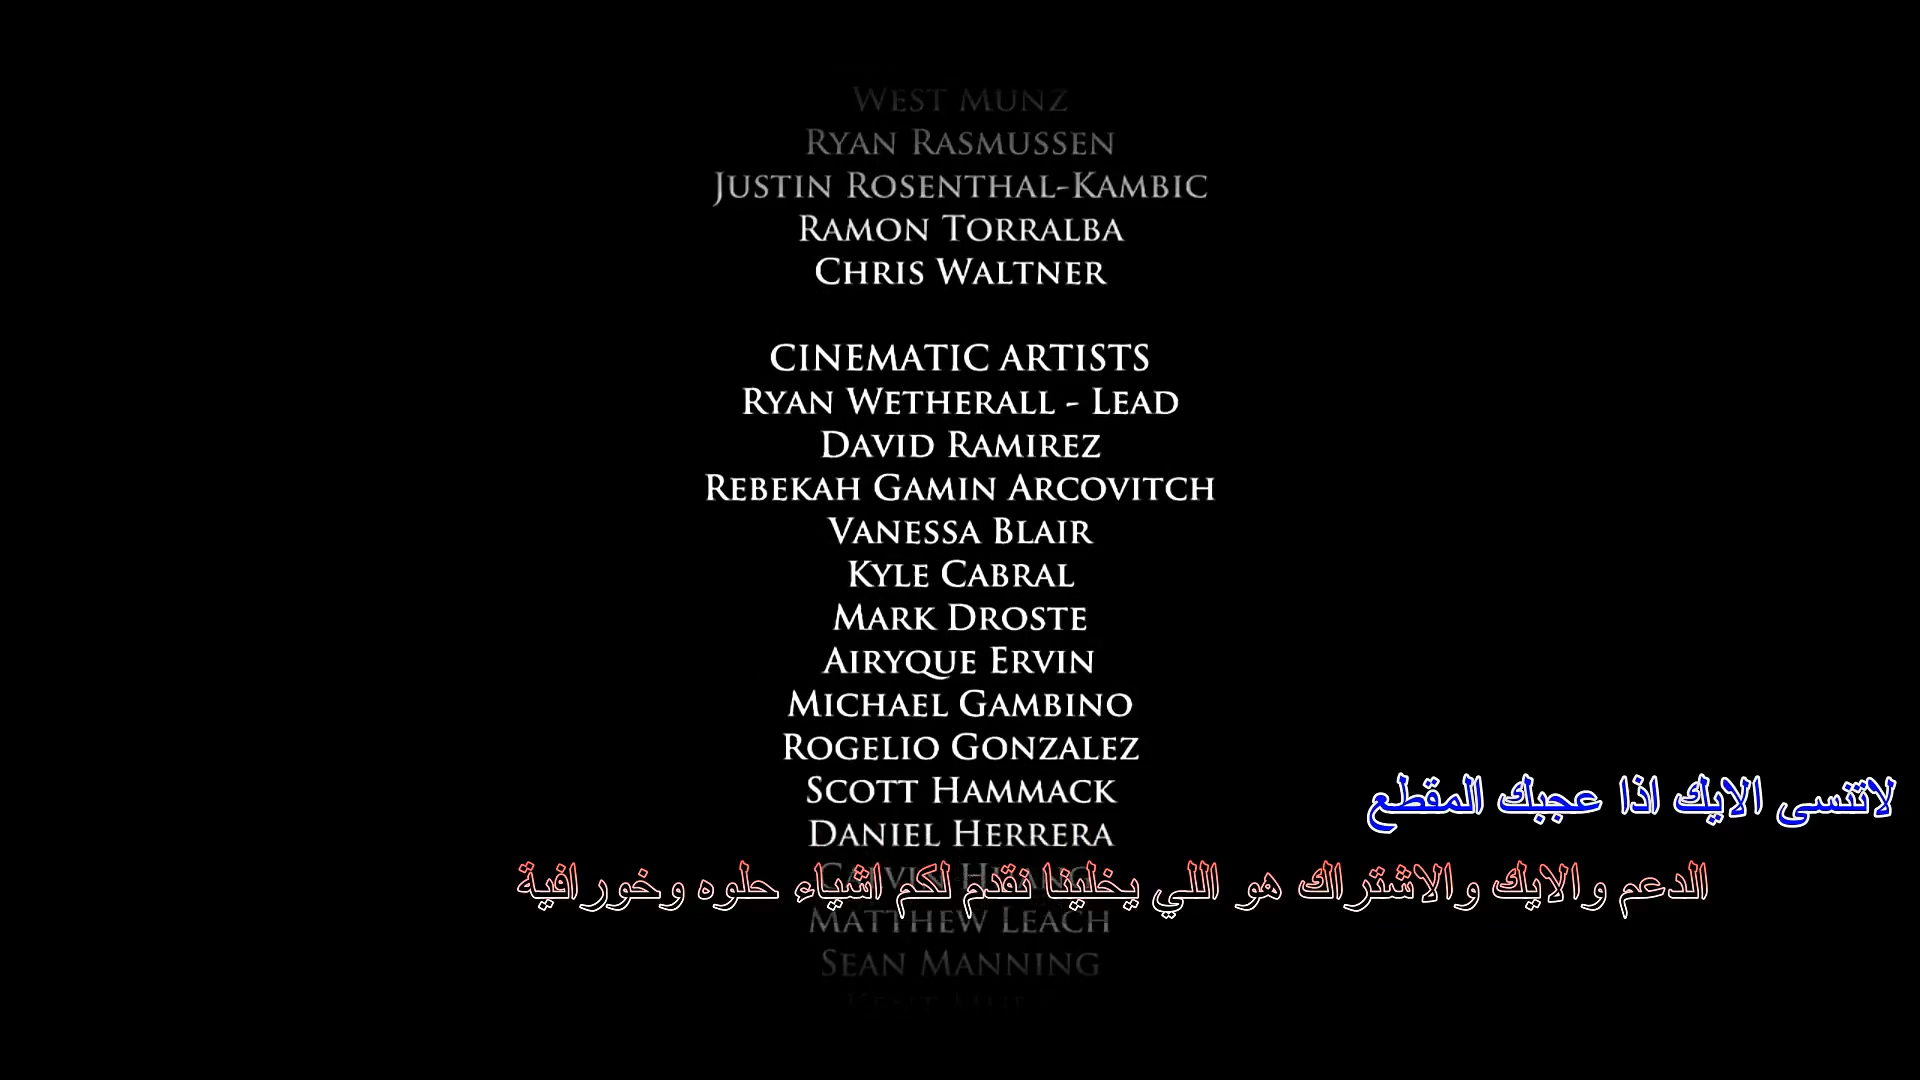 WEST MUNZ
RYAN RASMUSSEN
JUSTIN ROSENTHAL-KAMBIC
RAMON TORRALBA
CHRIS WALTNER
CINEMATIC ARTISTS
RYAN WETHERALL - LEAD
DAVID RAMIREZ
REBEKAH GAMIN ARCOVITCH
VANESSA BLAIR
KYLE CABRAL
MARK DROSTE
AIRYQUE ERVIN
MICHAEL GAMBINO
ROGELIO GONZALEZ
SCOTT HAMMACK
لاتنسى الايك اذا عجبك المقطع
DANIEL HERRERA
الدعم والايك والاشتراك هو اللي يخلينا نقدم لكم اشياء حلوه وخورافية
MATTHEW LEACH
SEAN MANNING